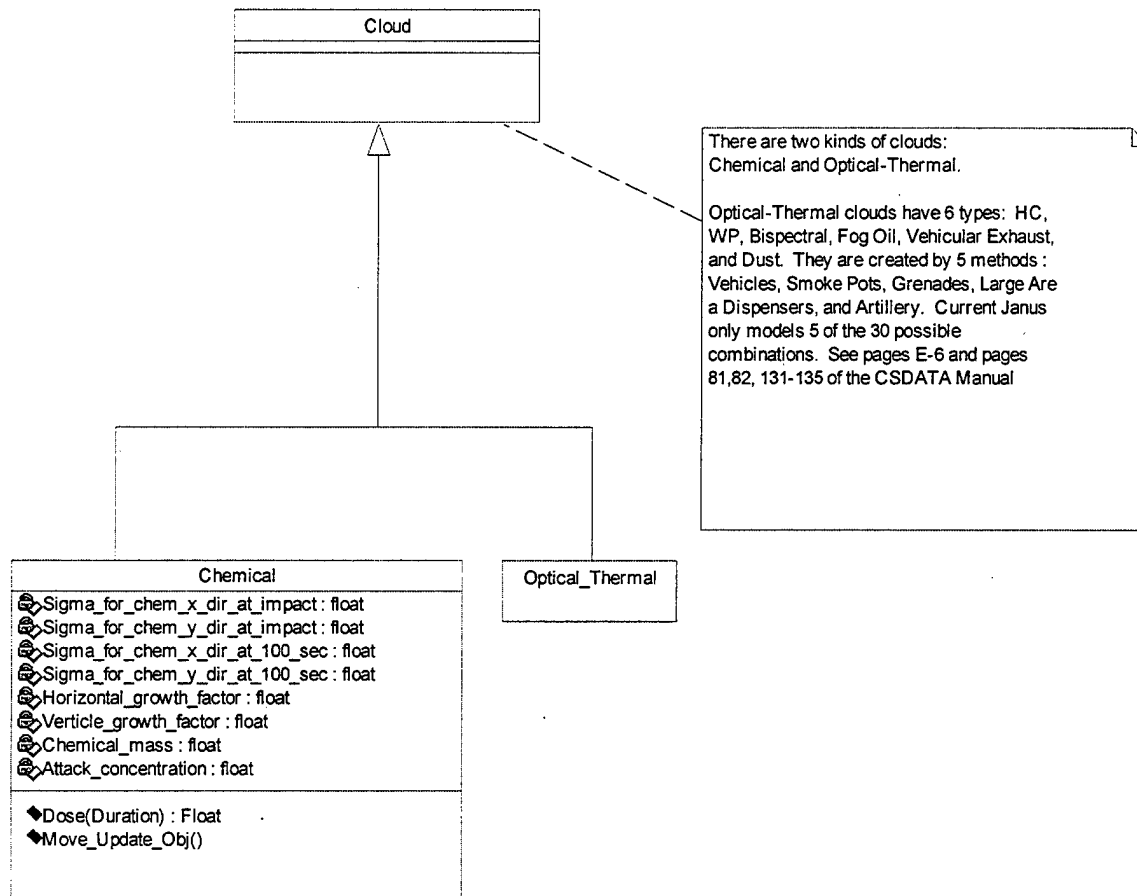 Cloud
There are two kinds of clouds:
Chemical and Optical-Thermal.
Optical-Thermal clouds have 6 types: HC,
WP, Bispectral, Fog Oil, Vehicular Exhaust,
and Dust. They are created by 5 methods :
Vehicles, Smoke Pots, Grenades, Large Are
a Dispensers, and Artillery. Current Janus
only models 5 of the 30 possible
combinations. See pages E-6 and pages
81,82, 131-135 of the CSDATA Manual
Chemical
Sigma_for_chem_x_dir_at_impact : float
Sigma_for_chem_y_dir_at_impact : float
Sigma_for_chem_x_dir_at_100_sec : float
Sigma_for_chem_y_dir_at_100_sec : float
Horizontal_growth_factor : float
Verticle_growth_factor : float
Chemical_mass : float
Attack_concentration : float
Dose(Duration) : Float
Move_Update_Obj()
Optical_Thermal